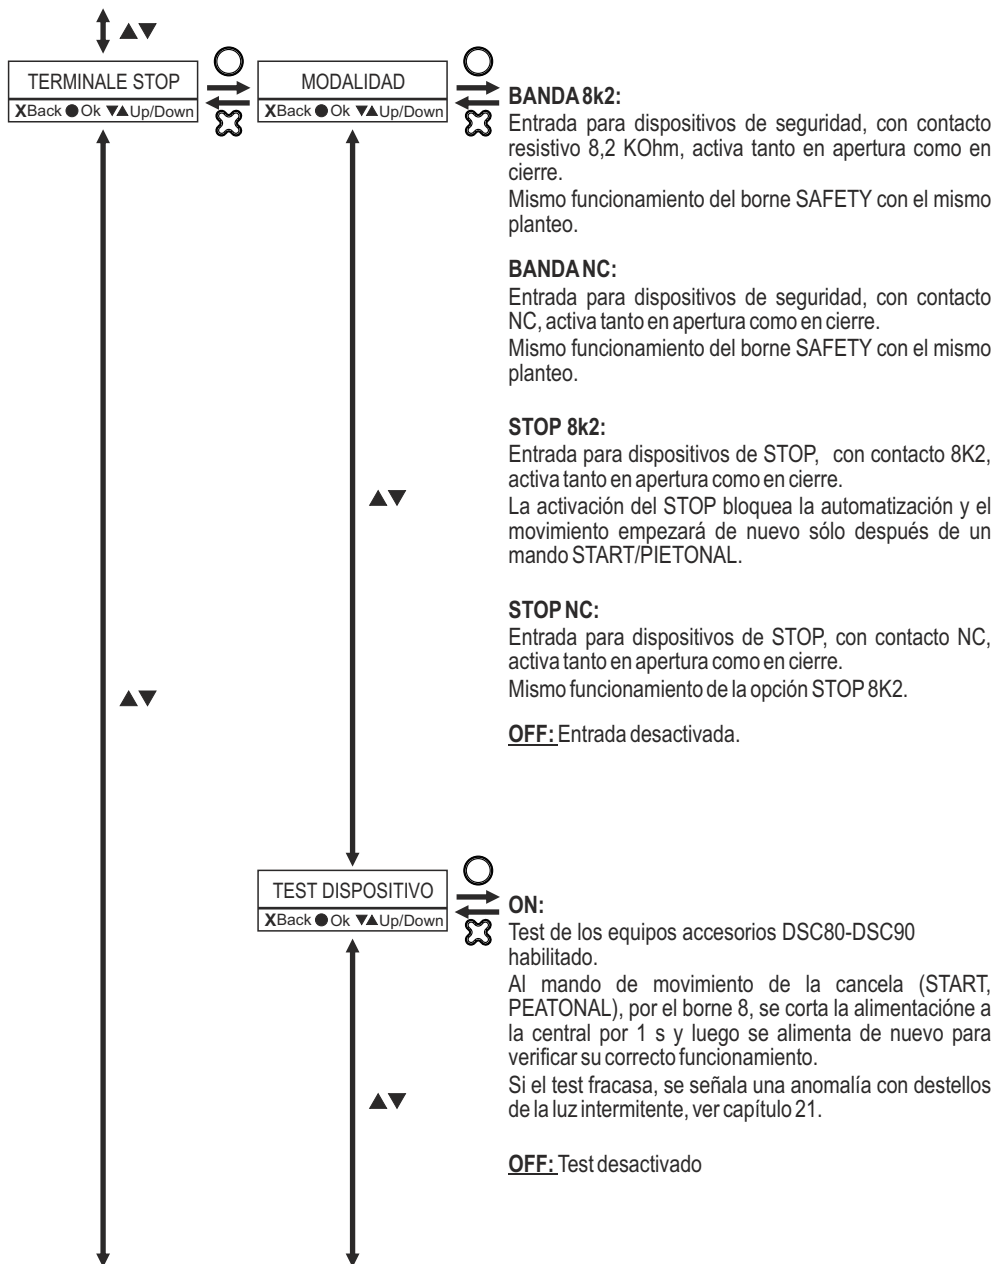 ▲▼
TERMINALE STOP
XBack ●Ok ▼▲Up/Down
MODALIDAD
XBack ●Ok ▼▲Up/Down
BANDA 8k2:
Entrada para dispositivos de seguridad, con contacto
resistivo 8,2 KOhm, activa tanto en apertura como en
cierre.
Mismo funcionamiento del borne SAFETY con el mismo
planteo.
BANDA NC:
Entrada para dispositivos de seguridad, con contacto
NC, activa tanto en apertura como en cierre.
Mismo funcionamiento del borne SAFETY con el mismo
planteo.
STOP 8k2:
Entrada para dispositivos de STOP, con contacto 8K2,
activa tanto en apertura como en cierre.
La activación del STOP bloquea la automatización y el
movimiento empezará de nuevo sólo después de un
mando START/PIETONAL.
STOP NC:
Entrada para dispositivos de STOP, con contacto NC,
activa tanto en apertura como en cierre.
Mismo funcionamiento de la opción STOP 8K2.
OFF: Entrada desactivada.
▲▼
▲▼
TEST DISPOSITIVO
XBack ●Ok ▼▲Up/Down
ON:
Test de los equipos accesorios DSC80-DSC90
habilitado.
Al mando de movimiento de la cancela (START,
PEATONAL), por el borne 8, se corta la alimentacióne a
la central por 1 s y luego se alimenta de nuevo para
verificar su correcto funcionamiento.
Si el test fracasa, se señala una anomalía con destellos
de la luz intermitente, ver capítulo 21.
OFF: Test desactivado
▲▼